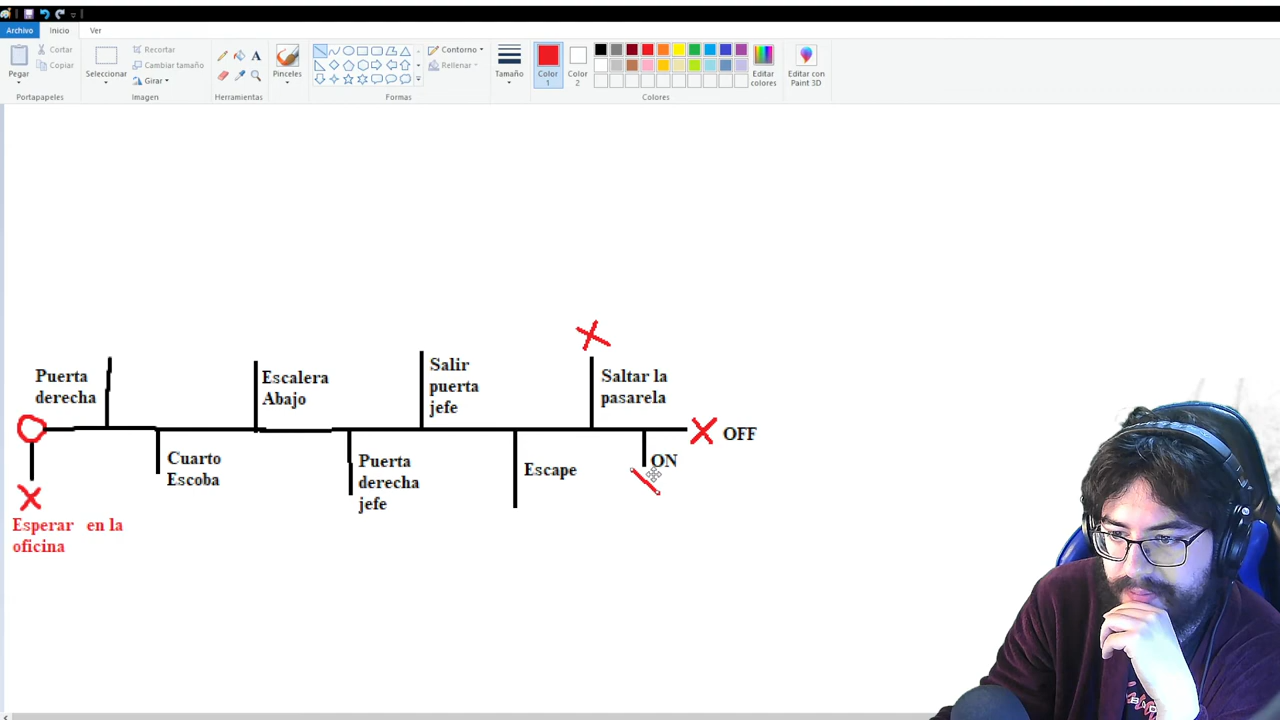 Archivo Inicio Ver
Pegar
Cortar
Copiar
Portapapeles
Seleccionar
Recortar
Cambiar tamaño
Girar
Imagen
A
Herramientas
Pinceles
Contorno
Rellenar
Formas
Tamaño
Color
1
Color
2
Editar
colores
Colores
Editar con
Paint 3D
Puerta
derecha
Escalera
Abajo
Salir
puerta
jefe
Saltar la
pasarela
OFF
Cuarto
Escoba
Puerta
derecha
jefe
Escape
ON
Esperar en la
oficina